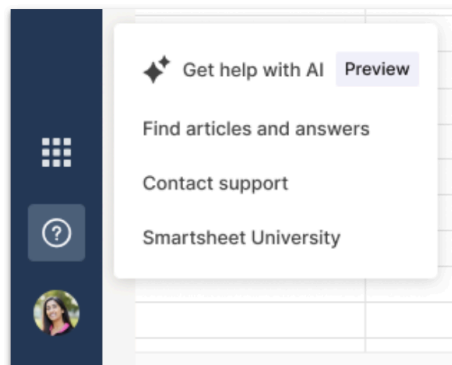 Get help with AI Preview
Find articles and answers
Contact support
Smartsheet University